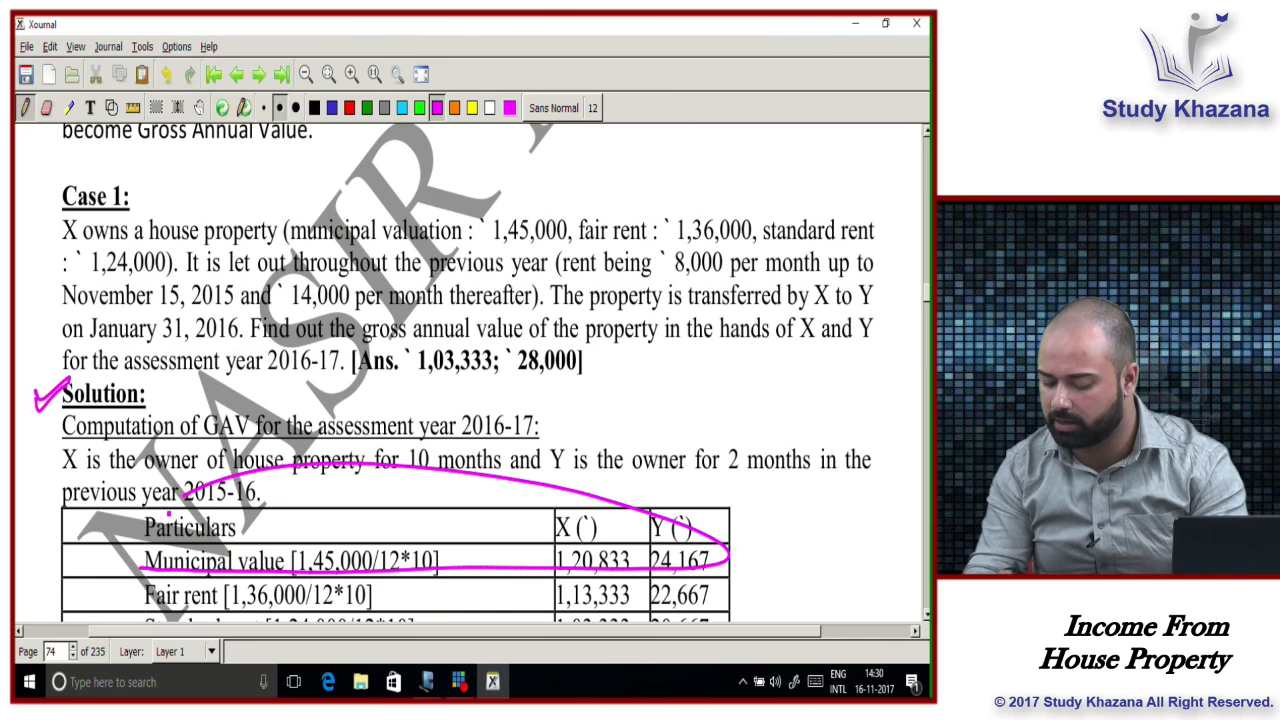 Xournal
File Edit View Journal Tools Options Help
Sans Normal 12
become Gross Annual Value.
Case 1:
X owns a house property (municipal valuation : ` 1,45,000, fair rent : ` 1,36,000, standard rent
: ` 1,24,000). It is let out throughout the previous year (rent being ` 8,000 per month up to
November 15, 2015 and ` 14,000 per month thereafter). The property is transferred by X to Y
on January 31, 2016. Find out the gross annual value of the property in the hands of X and Y
for the assessment year 2016-17. [Ans. ` 1,03,333; ` 28,000]
Solution:
Computation of GAV for the assessment year 2016-17:
X is the owner of house property for 10 months and Y is the owner for 2 months in the
previous year 2015-16.
Particulars X (`) Y (`)
Municipal value [1,45,000/12*10] 1,20,833 24,167
Fair rent [1,36,000/12*10] 1,13,333 22,667
Page 74 of 235 Layer: Layer 1
Type here to search
ENG 14:30
INTL 16-11-2017
1
NASIR
Study Khazana
Income From
House Property
© 2017 Study Khazana All Right Reserved.